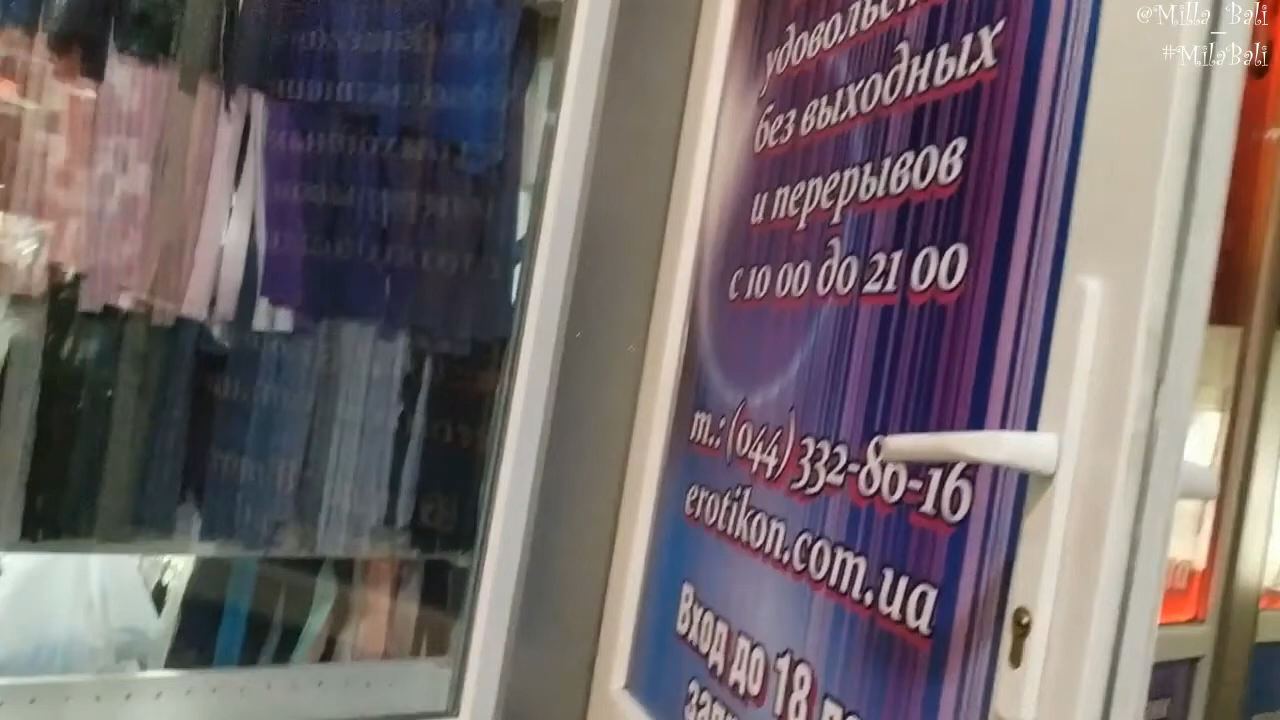 @Milla_Bali
#MilaBali
без выходных
и перерывов
с 10 00 до 21 00
т.: (044) 332-86-16
erotikon.com.ua
Вход до 18